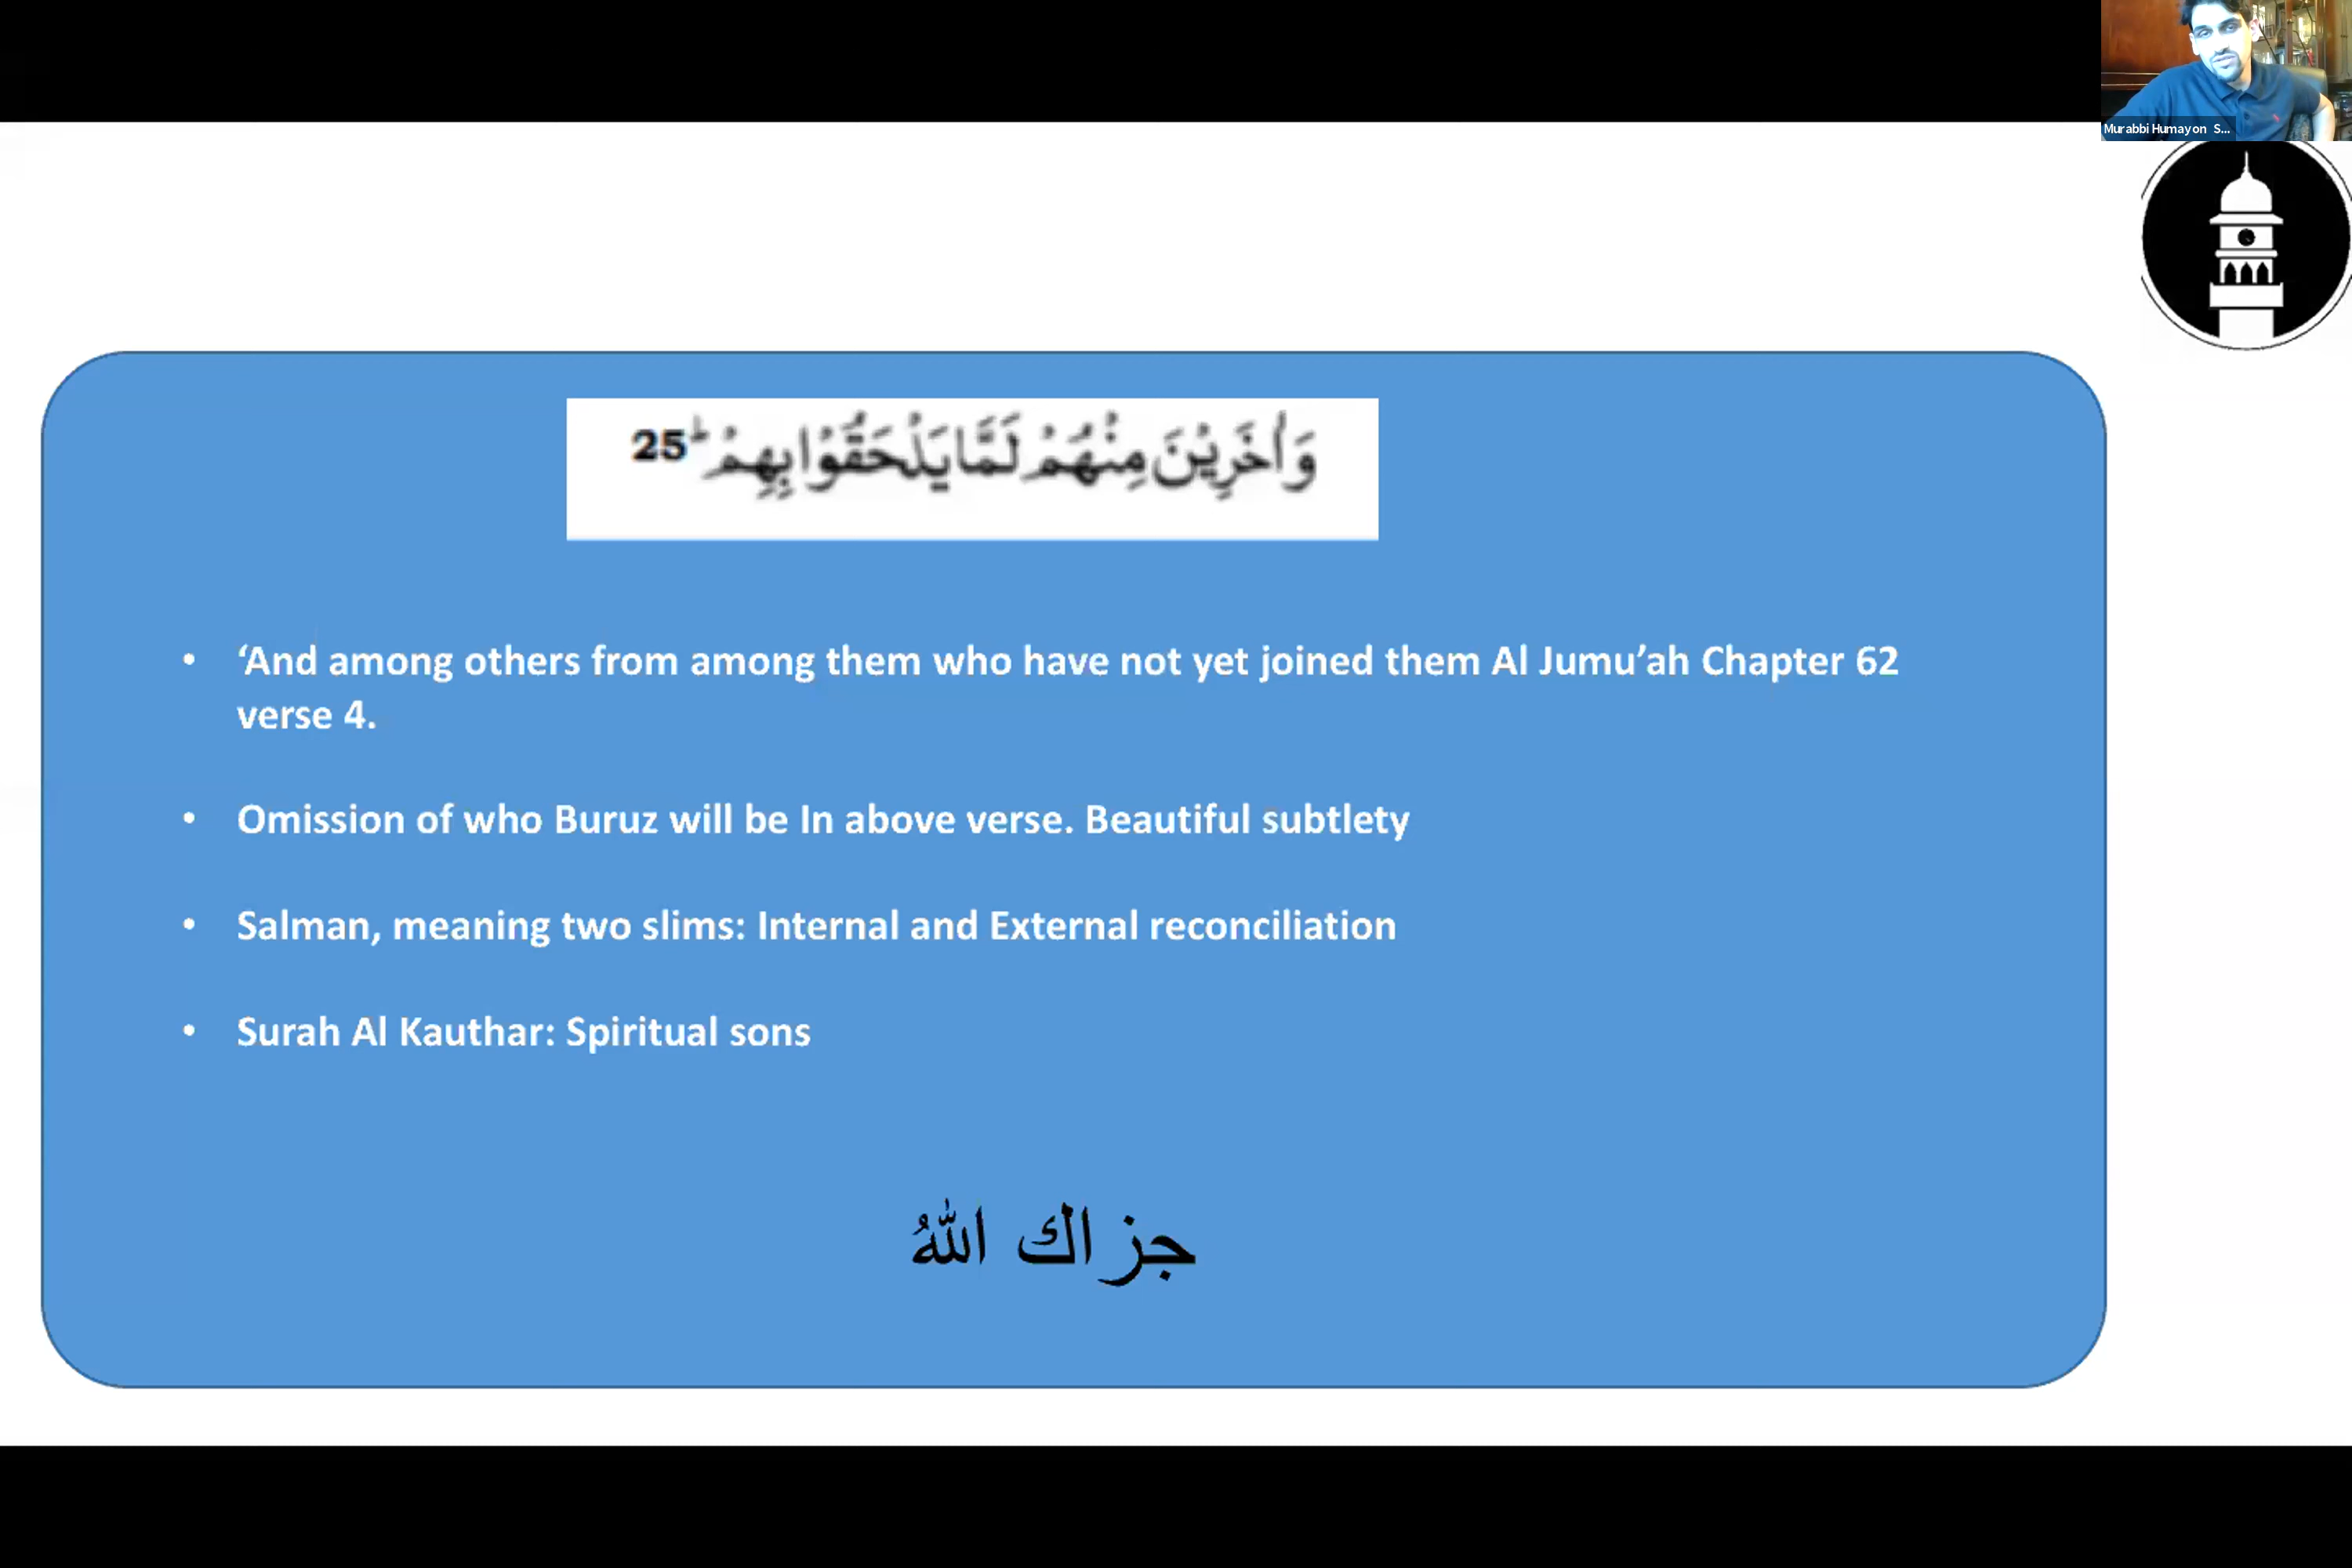 Murabbi Humayon S...
وَاٰخَرِيْنَ مِنْهُمْ لَمَّا يَلْحَقُوْا بِهِمْ ؕ 25
• ‘And among others from among them who have not yet joined them Al Jumu’ah Chapter 62
verse 4.
• Omission of who Buruz will be In above verse. Beautiful subtlety
• Salman, meaning two slims: Internal and External reconciliation
• Surah Al Kauthar: Spiritual sons
جزاك اللهُ